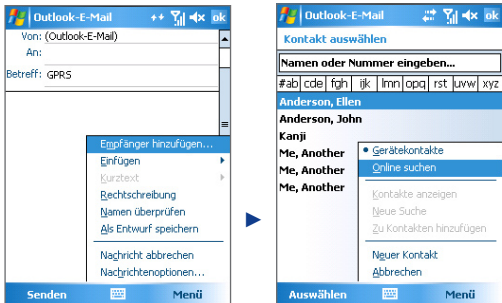 Outlook-E-Mail ok
Von: (Outlook-E-Mail)
An:
Betreff: GPRS
Empfänger hinzufügen...
Einfügen
Kurztext
Rechtschreibung
Namen überprüfen
Als Entwurf speichern
Nachricht abbrechen
Nachrichtenoptionen...
Senden Menü
Outlook-E-Mail ok
Kontakt auswählen
Namen oder Nummer eingeben...
#ab cde fgh ijk lmn opq rst uvw xyz
Anderson, Ellen
Anderson, John
Kanji
Me, Another
Me, Another
Me, Another
Gerätekontakte
Online suchen
Kontakte anzeigen
Neue Suche
Zu Kontakten hinzufügen
Neuer Kontakt
Abbrechen
Auswählen Menü